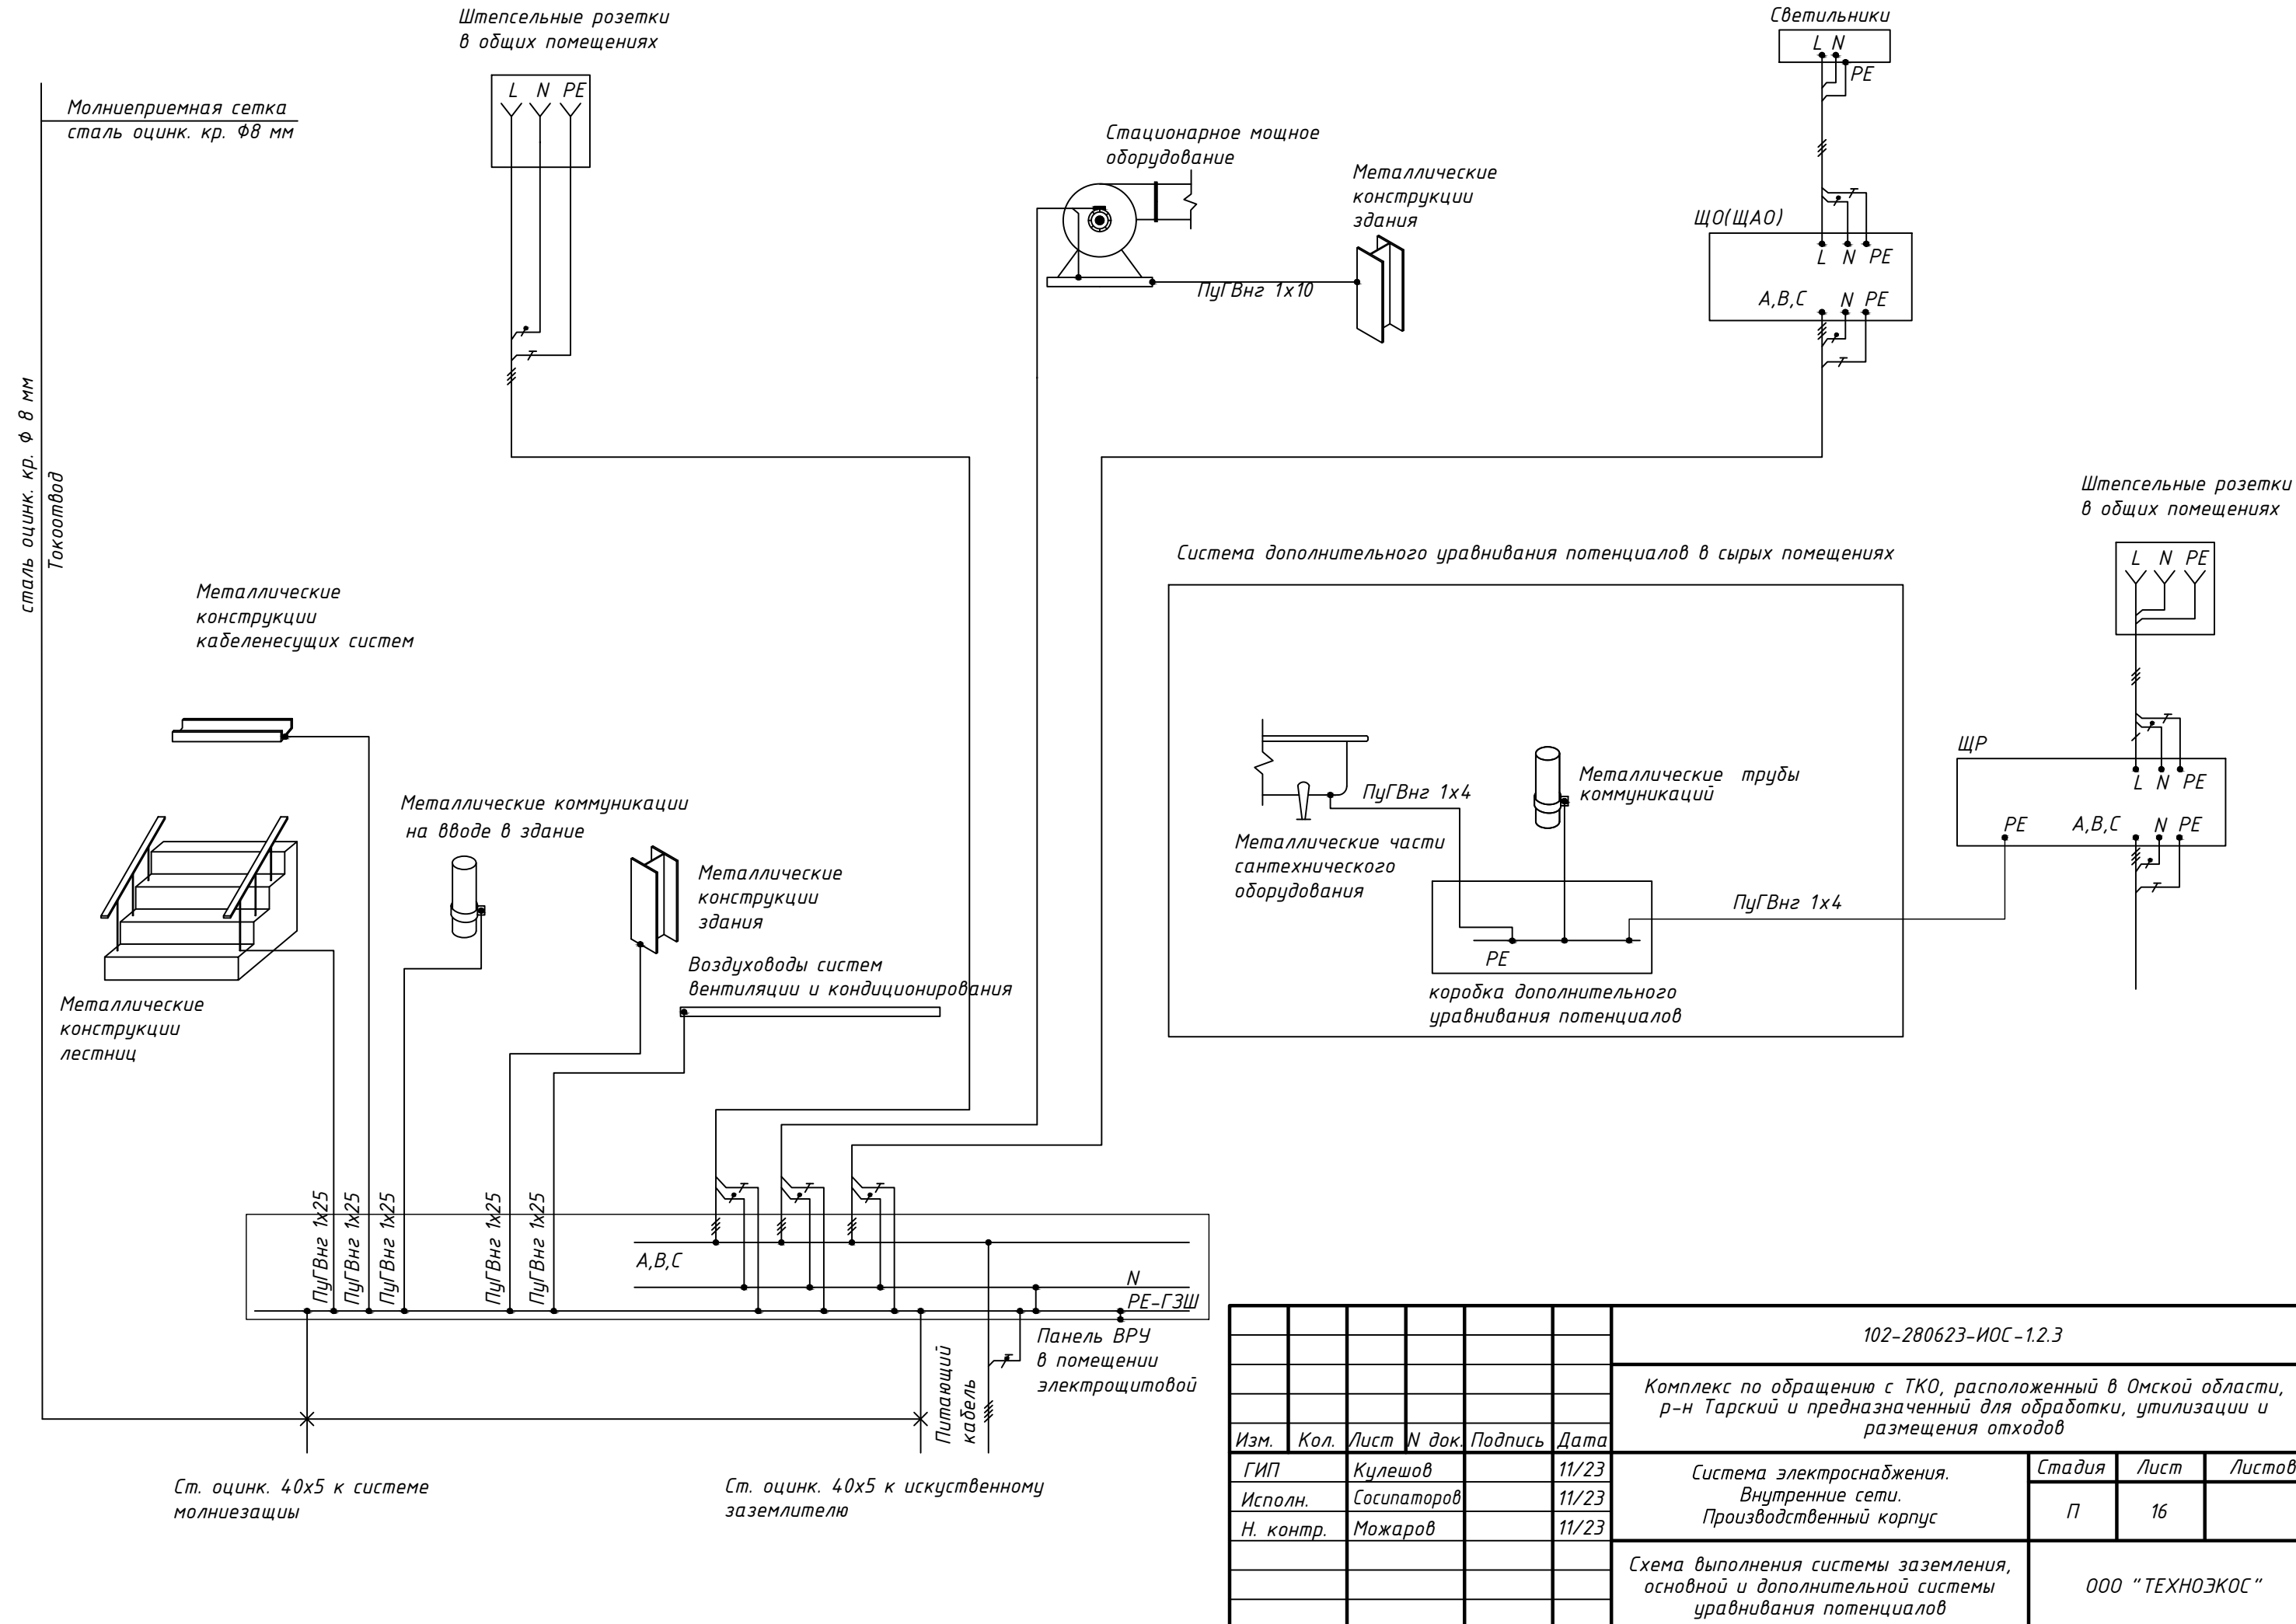 Штепсельные розетки
в общих помещениях
L N PE
Светильники
L N
PE
Молниеприемная сетка
сталь оцинк. кр. Ф8 мм
Стационарное мощное
оборудование
Металлические
конструкции
здания
ПуГВнг 1х10
ЩО(ЩАО)
L N PE
A,B,C N PE
сталь оцинк. кр. Ф 8 мм
Токоотвод
Штепсельные розетки
в общих помещениях
L N PE
Система дополнительного уравнивания потенциалов в сырых помещениях
Металлические
конструкции
кабеленесущих систем
ЩР
L N PE
PE A,B,C N PE
ПуГВнг 1х4
Металлические трубы
коммуникаций
Металлические части
сантехнического
оборудования
ПуГВнг 1х4
PE
коробка дополнительного
уравнивания потенциалов
Металлические коммуникации
на вводе в здание
Металлические
конструкции
здания
Воздуховоды систем
вентиляции и кондиционирования
Металлические
конструкции
лестниц
ПуГВнг 1х25
ПуГВнг 1х25
ПуГВнг 1х25
ПуГВнг 1х25
ПуГВнг 1х25
A,B,C
N
PE-ГЗШ
Панель ВРУ
в помещении
электрощитовой
Питающий
кабель
Ст. оцинк. 40х5 к системе
молниезащиы
Ст. оцинк. 40х5 к искуственному
заземлителю
102-280623-ИОС-1.2.3
Комплекс по обращению с ТКО, расположенный в Омской области,
р-н Тарский и предназначенный для обработки, утилизации и
размещения отходов
Изм. Кол. Лист N док. Подпись Дата
ГИП Кулешов 11/23
Исполн. Сосипаторов 11/23
Н. контр. Можаров 11/23
Система электроснабжения.
Внутренние сети.
Производственный корпус
Стадия Лист Листов
П 16
Схема выполнения системы заземления,
основной и дополнительной системы
уравнивания потенциалов
ООО "ТЕХНОЭКОС"